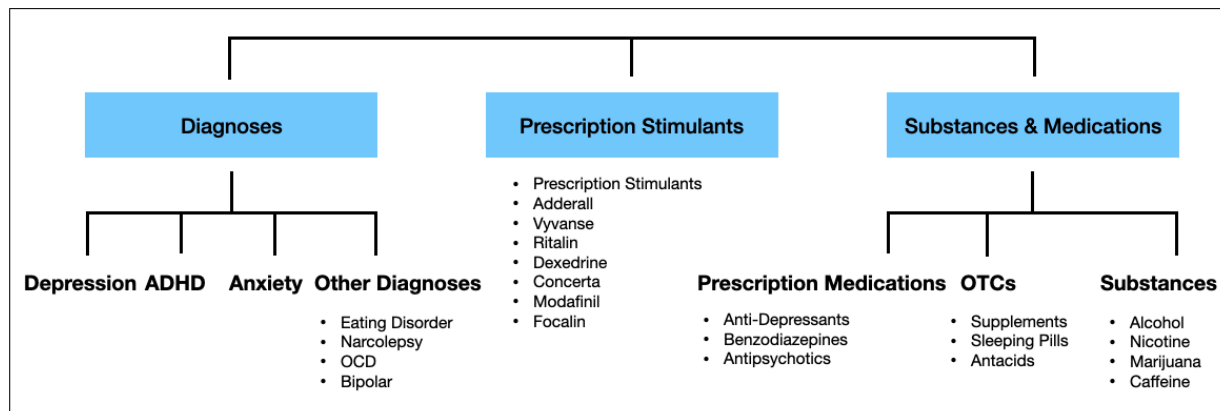 Diagnoses
Prescription Stimulants
Substances & Medications
• Prescription Stimulants
• Adderall
• Vyvanse
• Ritalin
• Dexedrine
• Concerta
• Modafinil
• Focalin
Depression ADHD Anxiety Other Diagnoses
• Eating Disorder
• Narcolepsy
• OCD
• Bipolar
Prescription Medications OTCs Substances
• Anti-Depressants
• Benzodiazepines
• Antipsychotics
• Supplements
• Sleeping Pills
• Antacids
• Alcohol
• Nicotine
• Marijuana
• Caffeine